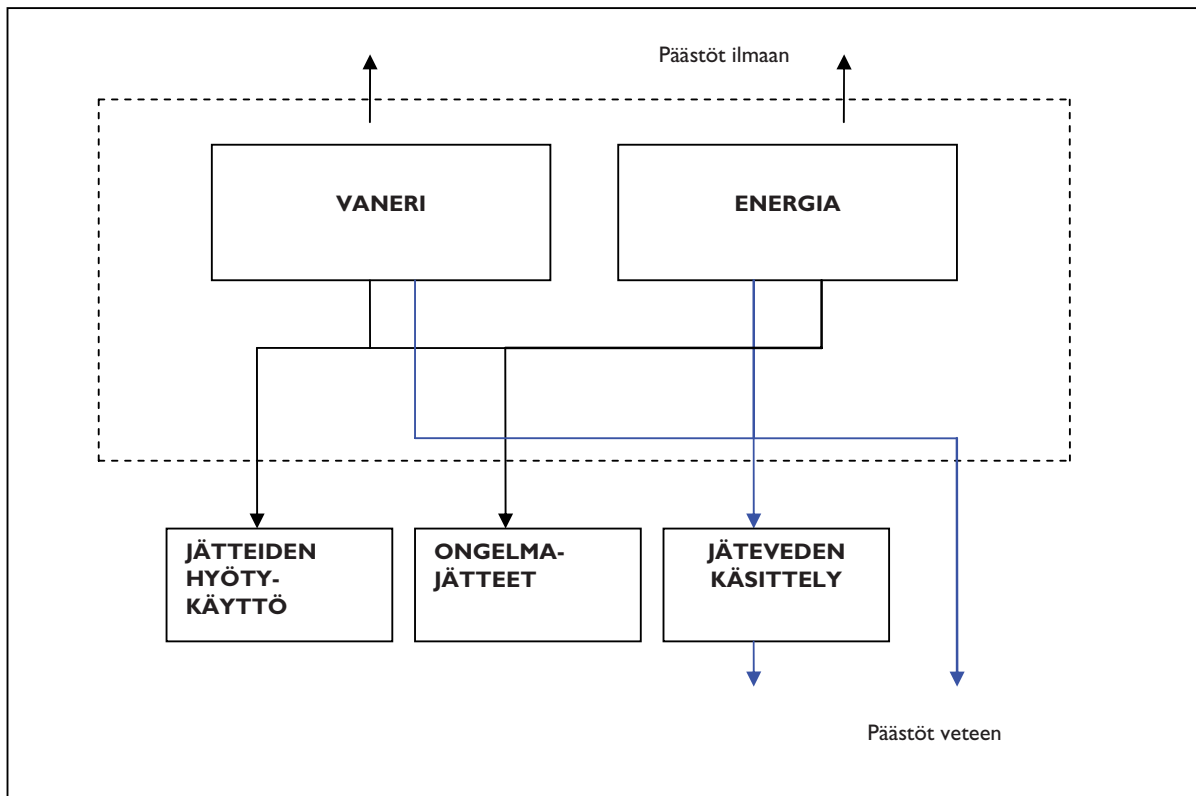 Päästöt ilmaan
VANERI
ENERGIA
JÄTTEIDEN
HYÖTY-
KÄYTTÖ
ONGELMA-
JÄTTEET
JÄTEVEDEN
KÄSITTELY
Päästöt veteen